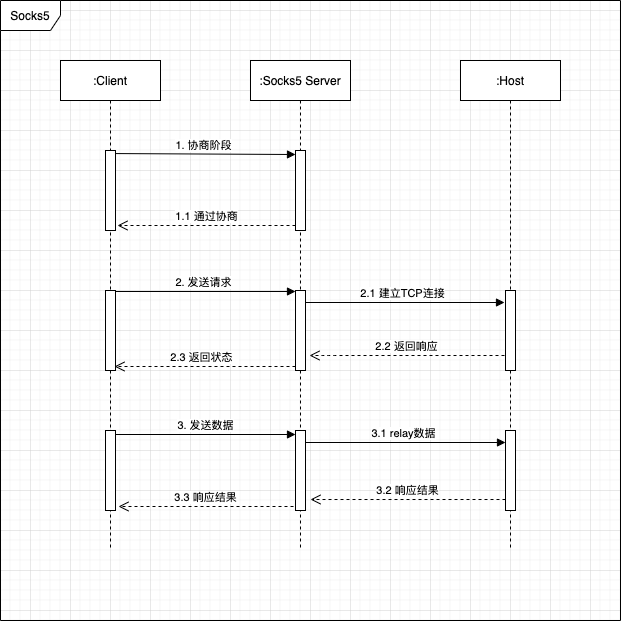 Socks5
:Client
:Socks5 Server
:Host
1. 协商阶段
1.1 通过协商
2. 发送请求
2.1 建立TCP连接
2.2 返回响应
2.3 返回状态
3. 发送数据
3.1 relay数据
3.2 响应结果
3.3 响应结果